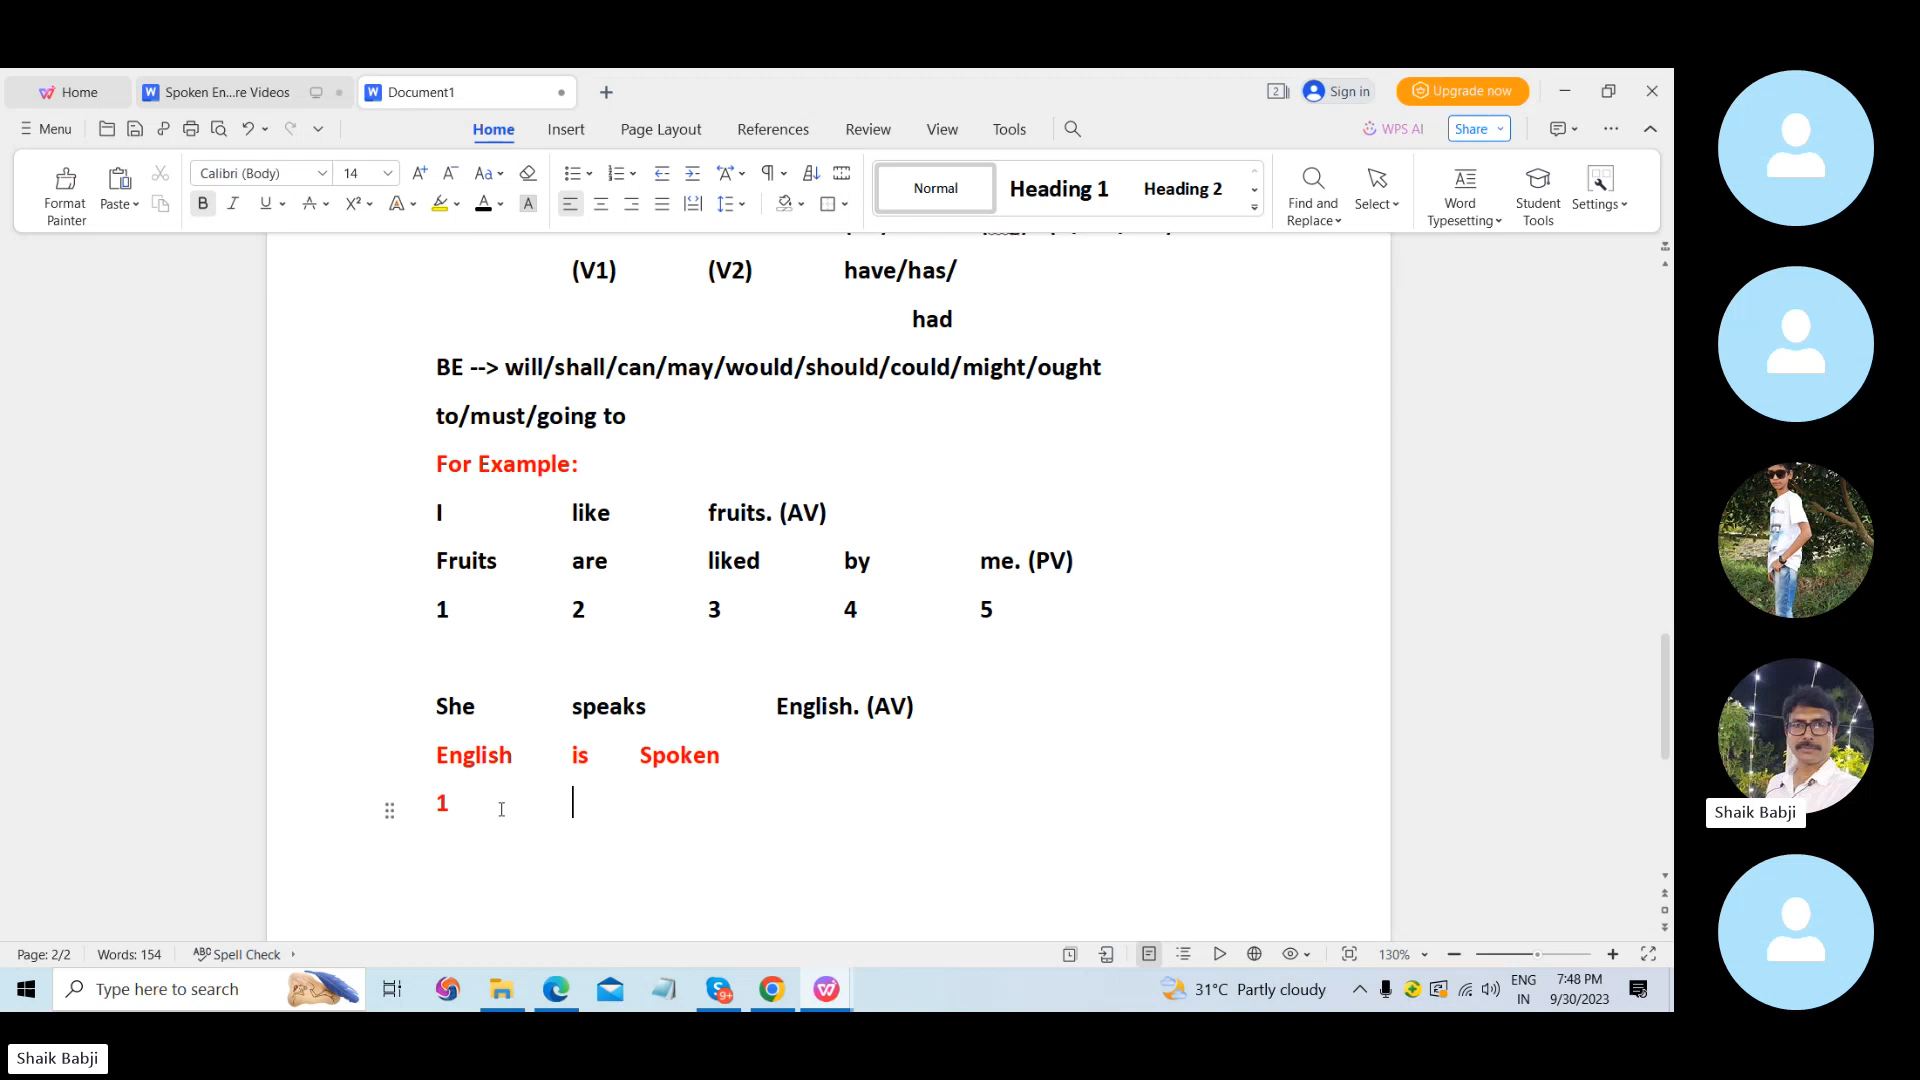 Home Spoken En...re Videos Document1 + 2 Sign in Upgrade now
Menu Home Insert Page Layout References Review View Tools WPS AI Share
Calibri (Body) 14 Normal Heading 1 Heading 2
Format Painter Paste Find and Replace Select Word Typesetting Student Tools Settings
(V1) (V2) have/has/
had
BE --> will/shall/can/may/would/should/could/might/ought
to/must/going to
For Example:
I like fruits. (AV)
Fruits are liked by me. (PV)
1 2 3 4 5
She speaks English. (AV)
English is Spoken
1
Page: 2/2 Words: 154 Spell Check 130%
Type here to search 9+ 31°C Partly cloudy ENG IN 7:48 PM 9/30/2023
Shaik Babji
Shaik Babji